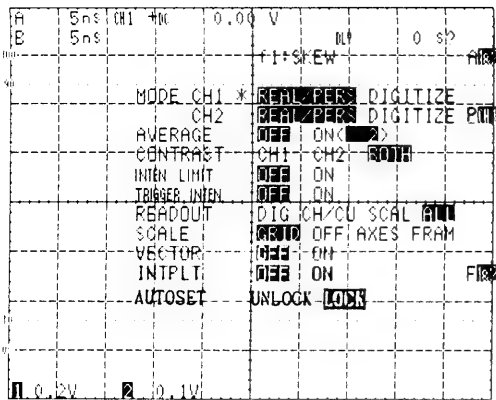 A 5ns CH1 DC 0.00 V
B 5ns DLY 0 s
f1:SKEW
MODE CH1 * REAL/PERS DIGITIZE
CH2 REAL/PERS DIGITIZE
AVERAGE OFF ON( 2)
CONTRAST CH1 CH2 BOTH
INTEN LIMIT OFF ON
TRIGGER INTEN OFF ON
READOUT DIG CH/CU SCAL ALL
SCALE GRID OFF AXES FRAM
VECTOR OFF ON
INTPLT OFF ON
AUTOSET UNLOCK LOCK
1 0.2V 2 0.1V